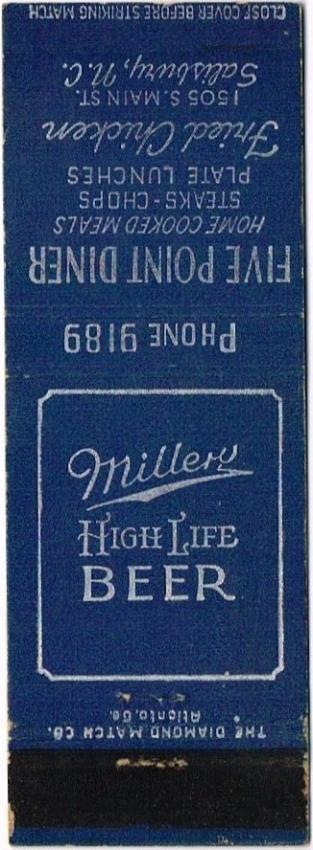 FIVE POINT DINER
HOME COOKED MEALS
STEAKS - CHOPS
PLATE LUNCHES
Fried Chicken
1505 S. MAIN ST.
Salisbury, N.C.
CLOSE COVER BEFORE STRIKING MATCH
PHONE 9189
Miller
HIGH LIFE
BEER
THE DIAMOND MATCH CO.
Atlanta, Ga.